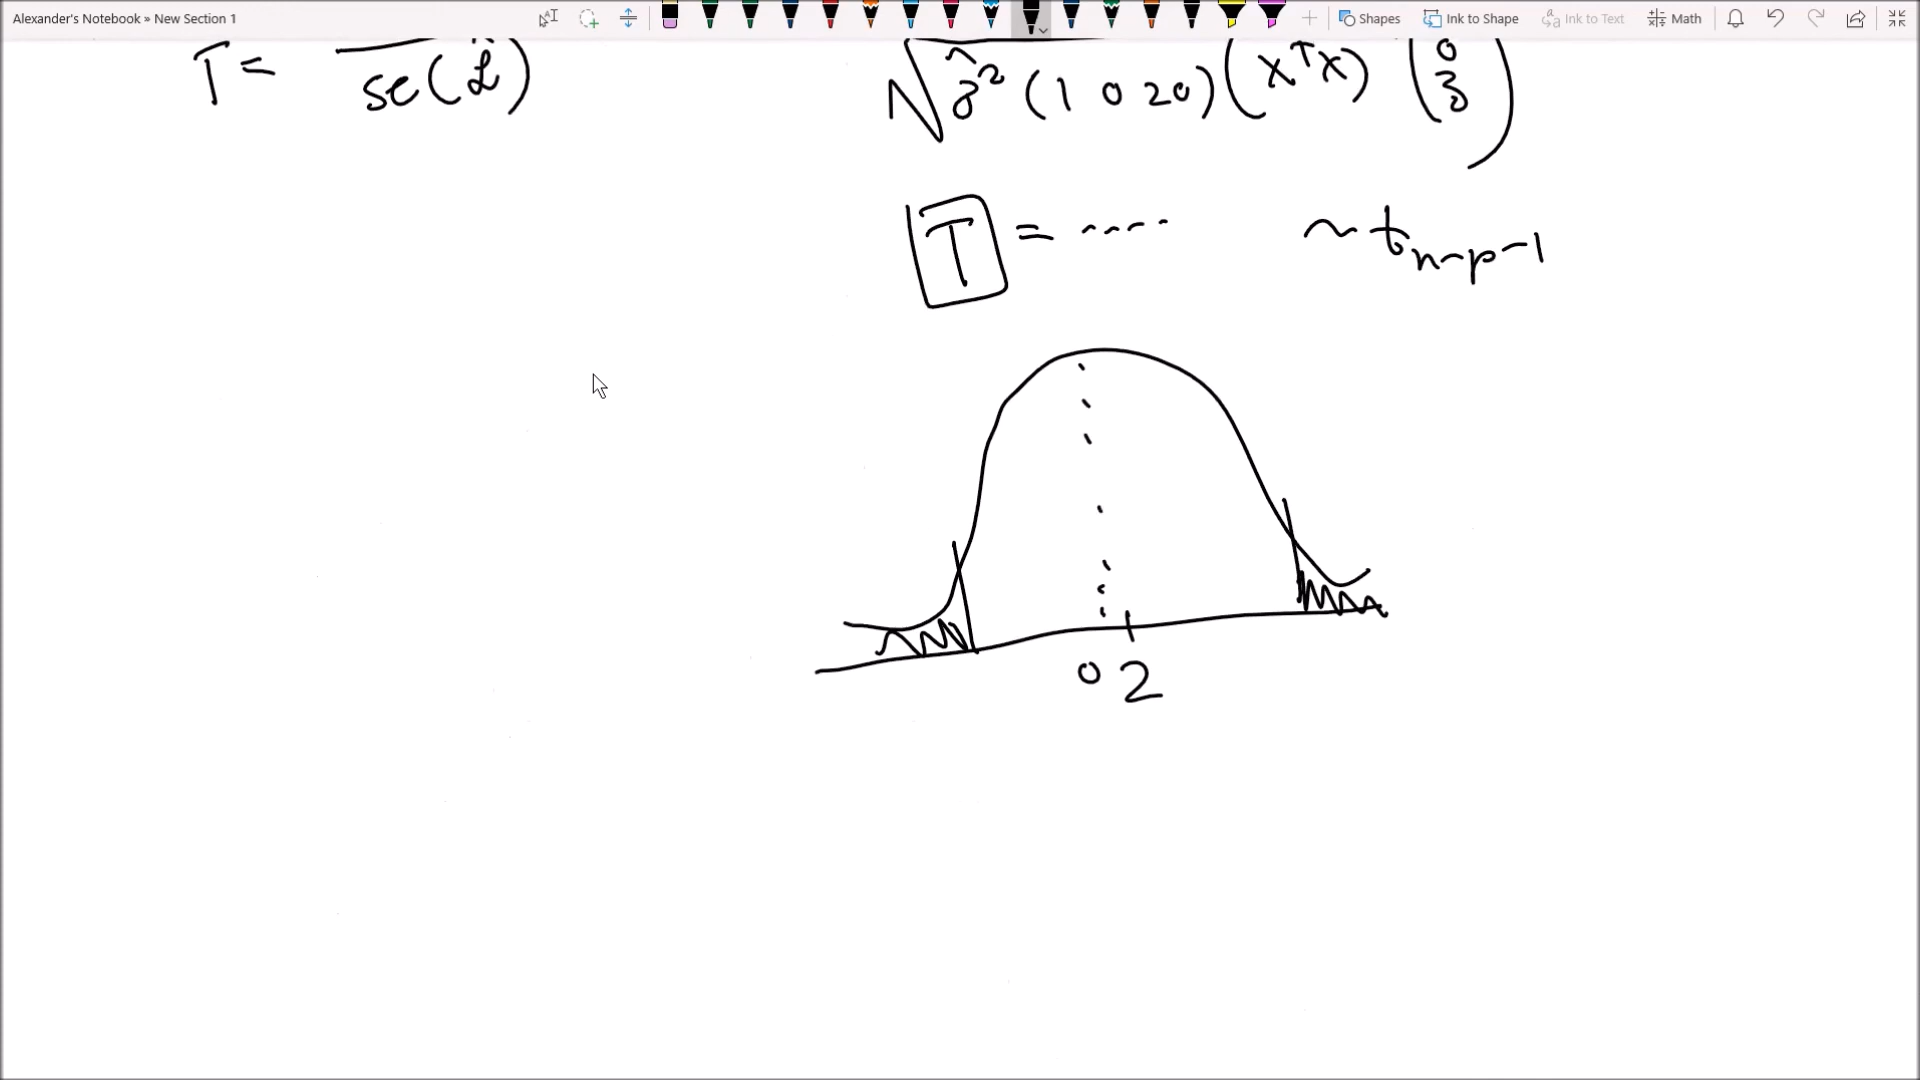 Alexander's Notebook » New Section 1
Shapes Ink to Shape Ink to Text Math
T =
se(L̂)
√ σ̂² (1 0 20) (XᵀX) (0 3 0)
T = ---- ~ t n-p-1
0 2